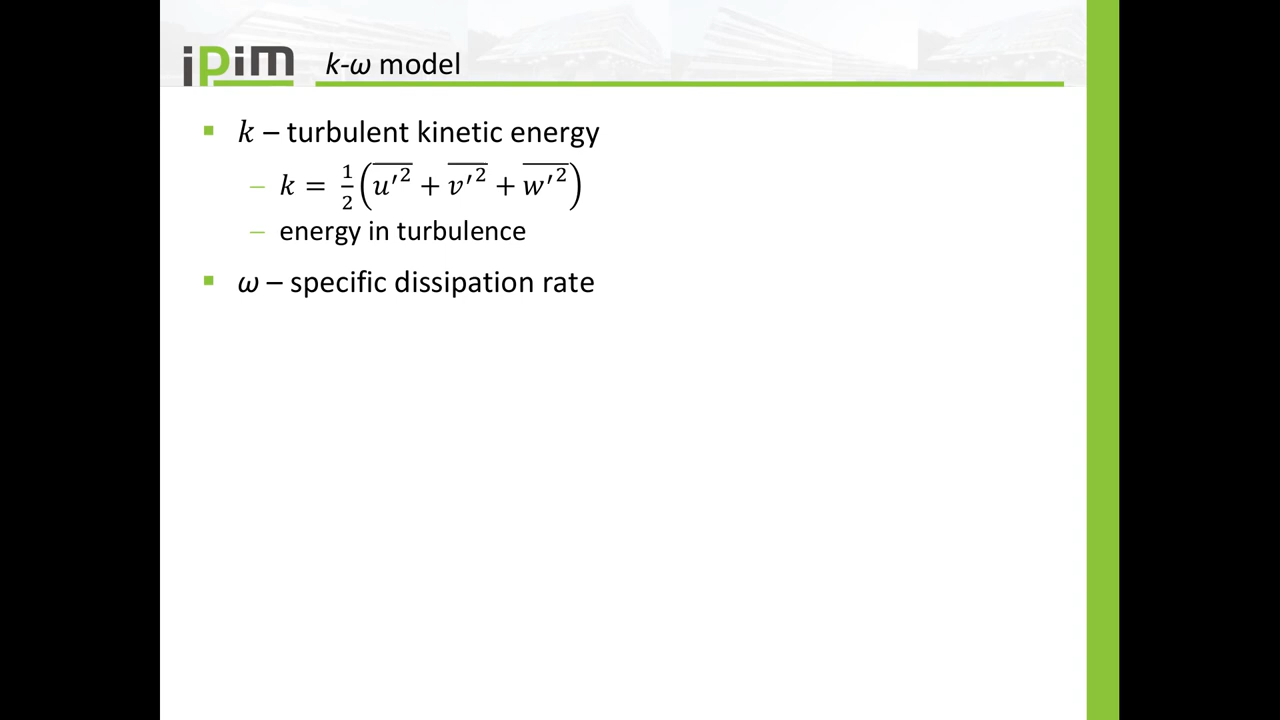 ipim
k-ω model
▪ k – turbulent kinetic energy
– k = 1/2 (u′² + v′² + w′²)
– energy in turbulence
▪ ω – specific dissipation rate